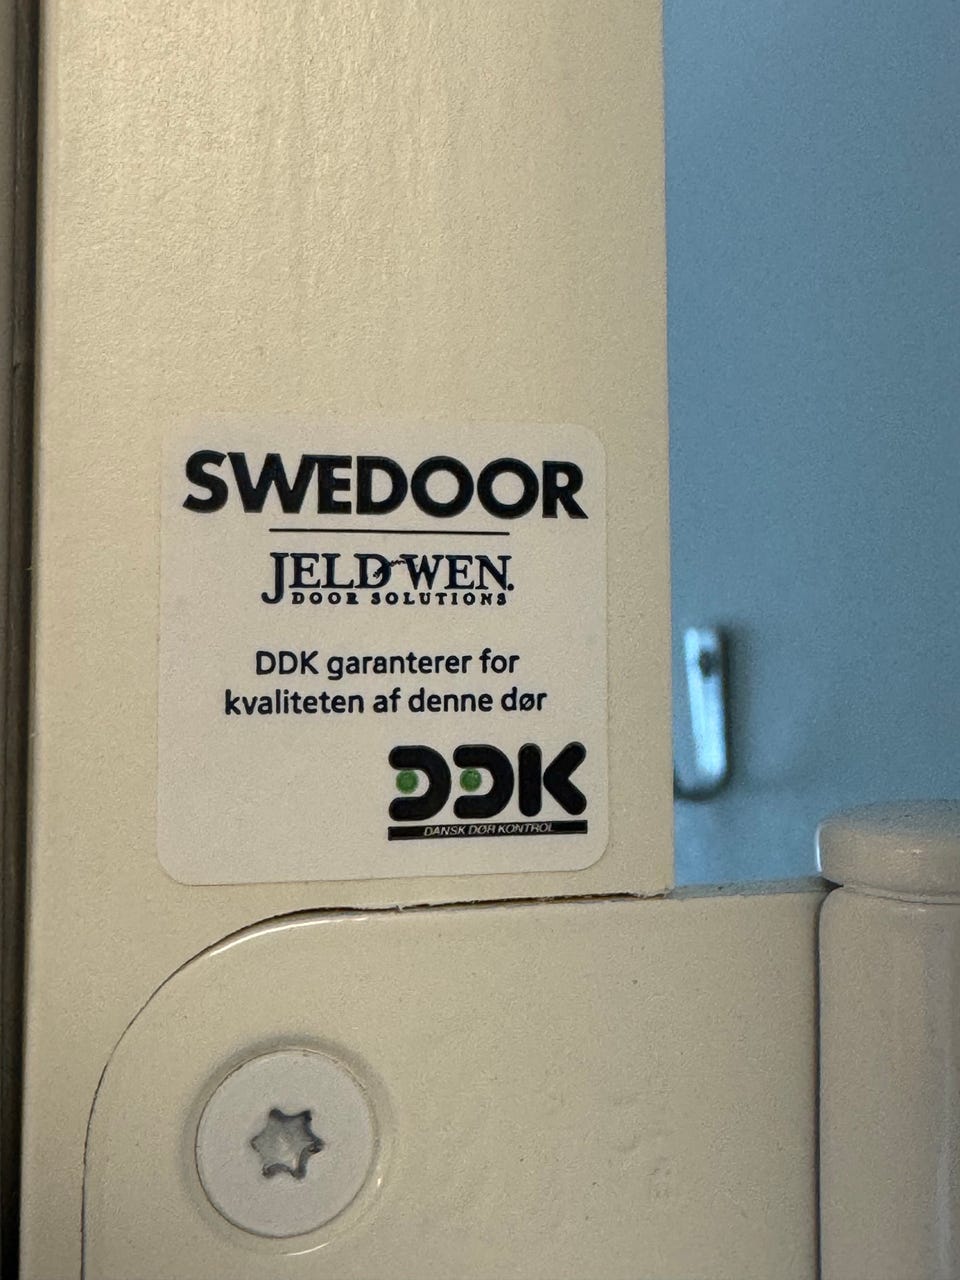 SWEDOOR
JELD-WEN.
DOOR SOLUTIONS
DDK garanterer for
kvaliteten af denne dør
DDK
DANSK DØR KONTROL